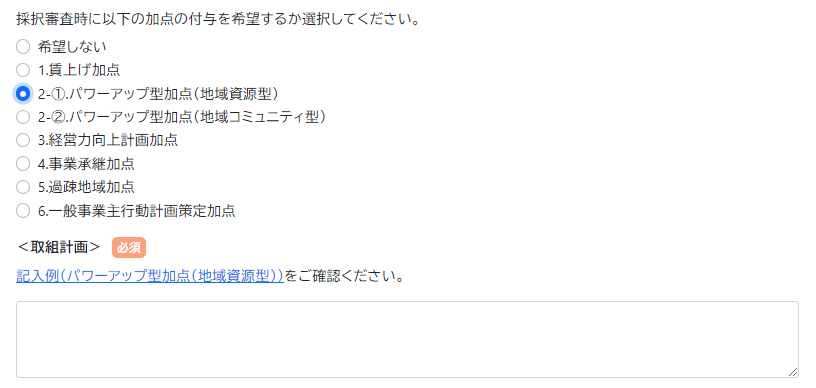 採択審査時に以下の加点の付与を希望するか選択してください。
希望しない
1.賃上げ加点
2-①.パワーアップ型加点(地域資源型)
2-②.パワーアップ型加点(地域コミュニティ型)
3.経営力向上計画加点
4.事業承継加点
5.過疎地域加点
6.一般事業主行動計画策定加点
＜取組計画＞ 必須
記入例(パワーアップ型加点(地域資源型))をご確認ください。